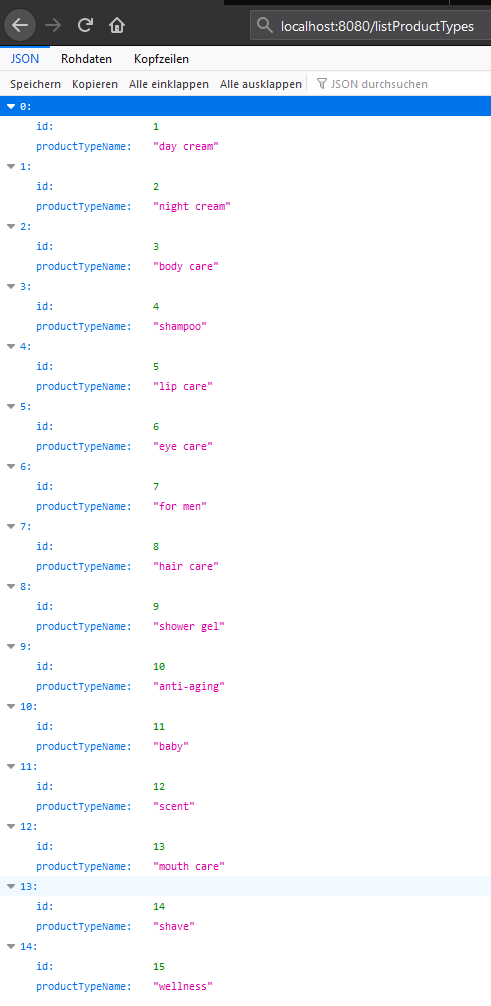 localhost:8080/listProductTypes
JSON Rohdaten Kopfzeilen
Speichern Kopieren Alle einklappen Alle ausklappen JSON durchsuchen
0:
id: 1
productTypeName: "day cream"
1:
id: 2
productTypeName: "night cream"
2:
id: 3
productTypeName: "body care"
3:
id: 4
productTypeName: "shampoo"
4:
id: 5
productTypeName: "lip care"
5:
id: 6
productTypeName: "eye care"
6:
id: 7
productTypeName: "for men"
7:
id: 8
productTypeName: "hair care"
8:
id: 9
productTypeName: "shower gel"
9:
id: 10
productTypeName: "anti-aging"
10:
id: 11
productTypeName: "baby"
11:
id: 12
productTypeName: "scent"
12:
id: 13
productTypeName: "mouth care"
13:
id: 14
productTypeName: "shave"
14:
id: 15
productTypeName: "wellness"